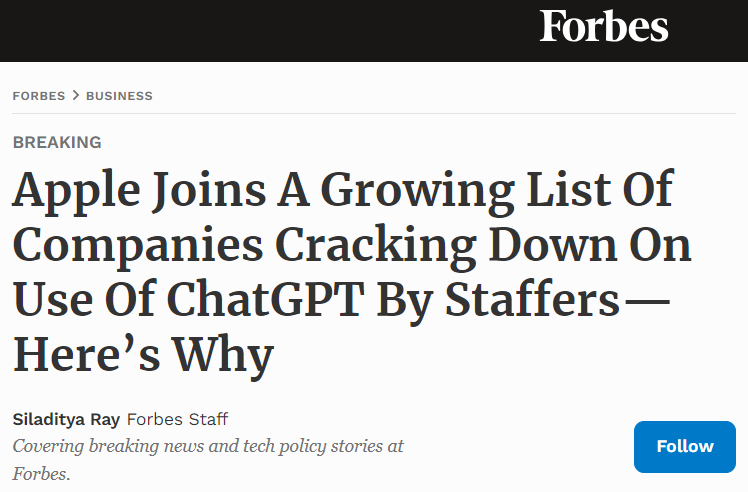 Forbes
FORBES > BUSINESS
BREAKING
Apple Joins A Growing List Of
Companies Cracking Down On
Use Of ChatGPT By Staffers—
Here’s Why
Siladitya Ray Forbes Staff
Covering breaking news and tech policy stories at
Forbes.
Follow